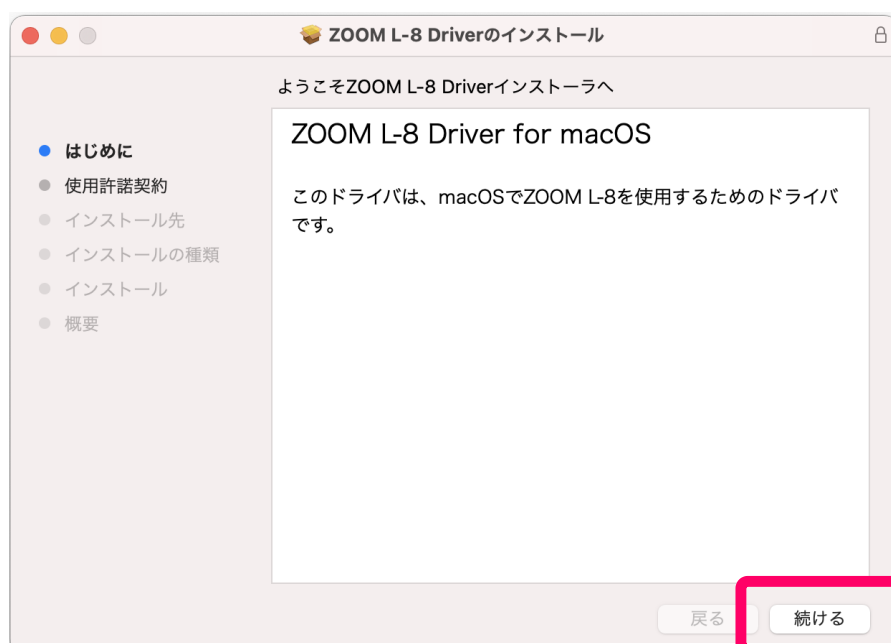 ZOOM L-8 Driverのインストール
ようこそZOOM L-8 Driverインストーラへ
はじめに
使用許諾契約
インストール先
インストールの種類
インストール
概要
ZOOM L-8 Driver for macOS
このドライバは、macOSでZOOM L-8を使用するためのドライバ
です。
戻る
続ける